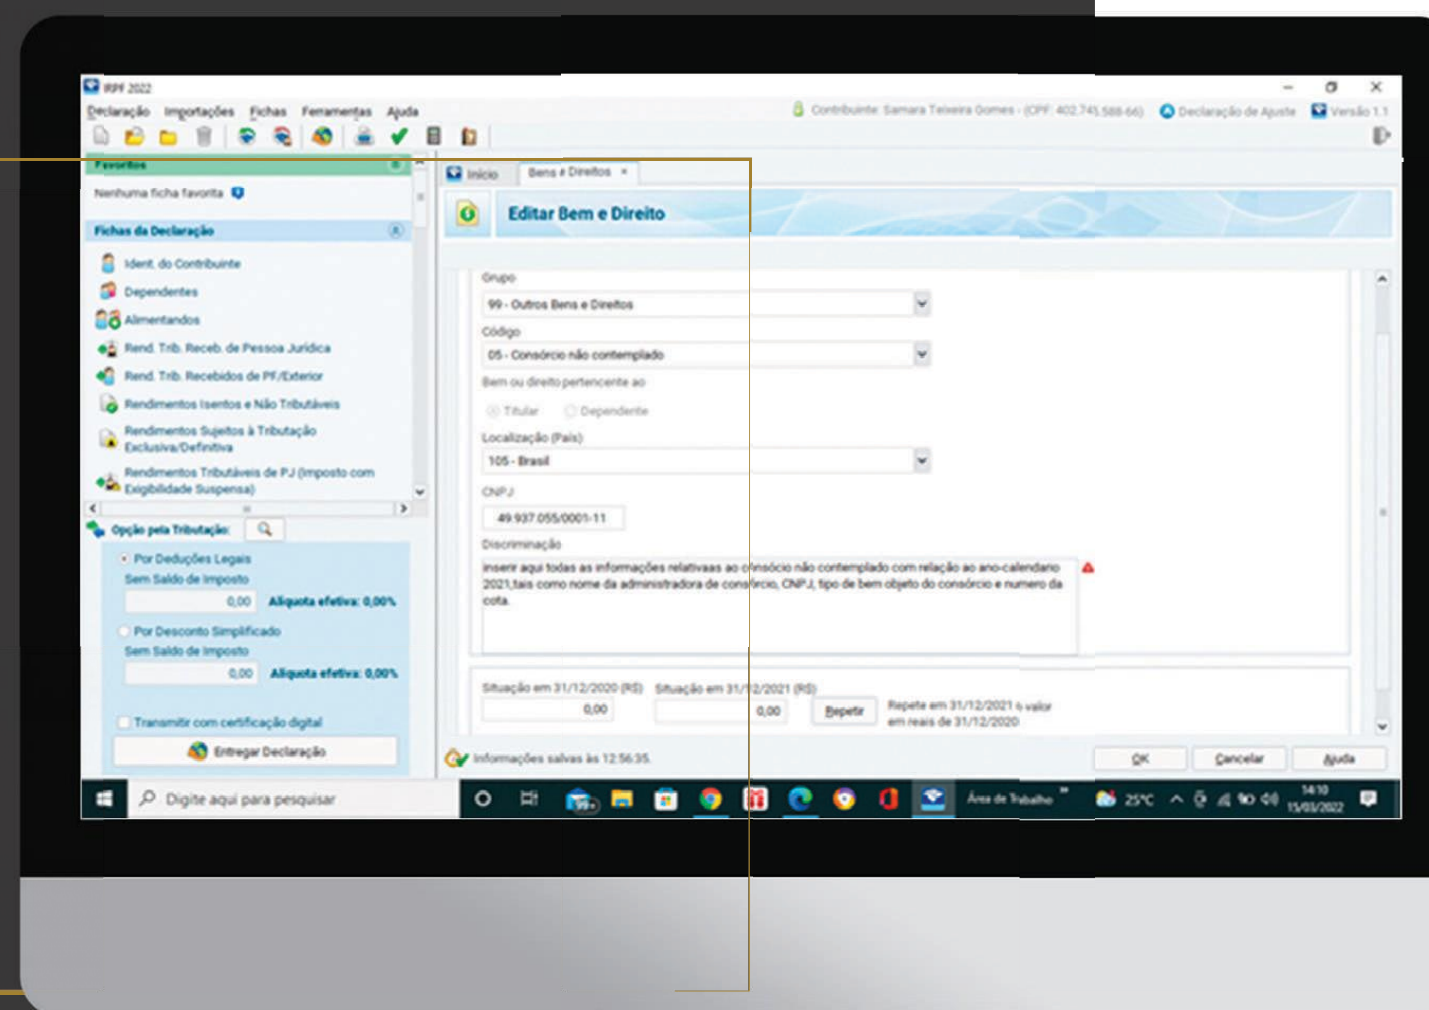 IRPF 2022
Declaração Importações Fichas Ferramentas Ajuda
Contribuinte: Samara Teixeira Gomes - (CPF: 402.741.588-66) Declaração de Ajuste Versão 1.1
Favoritos
Nenhuma ficha favorita
Fichas da Declaração
Ident. do Contribuinte
Dependentes
Alimentandos
Rend. Trib. Receb. de Pessoa Jurídica
Rend. Trib. Recebidos de PF/Exterior
Rendimentos Isentos e Não Tributáveis
Rendimentos Sujeitos à Tributação
Exclusiva/Definitiva
Rendimentos Tributáveis de PJ (Imposto com
Exigibilidade Suspensa)
Opção pela Tributação:
Por Deduções Legais
Sem Saldo de Imposto
0,00 Alíquota efetiva: 0,00%
Por Desconto Simplificado
Sem Saldo de Imposto
0,00 Alíquota efetiva: 0,00%
Transmitir com certificação digital
Entregar Declaração
Início Bens e Direitos ×
Editar Bem e Direito
Grupo
99 - Outros Bens e Direitos
Código
05 - Consórcio não contemplado
Bem ou direito pertencente ao
Titular Dependente
Localização (País)
105 - Brasil
CNPJ
49.937.055/0001-11
Discriminação
inserir aqui todas as informações relativaas ao consócio não contemplado com relação ao ano-calendario
2021,tais como nome da administradora de consórcio, CNPJ, tipo de bem objeto do consórcio e numero da
cota.
Situação em 31/12/2020 (R$) Situação em 31/12/2021 (R$)
0,00 0,00 Repetir Repete em 31/12/2021 o valor
em reais de 31/12/2020
Informações salvas às 12:56:35.
OK Cancelar Ajuda
Digite aqui para pesquisar
99+
Área de Trabalho
25°C
14:10
15/03/2022